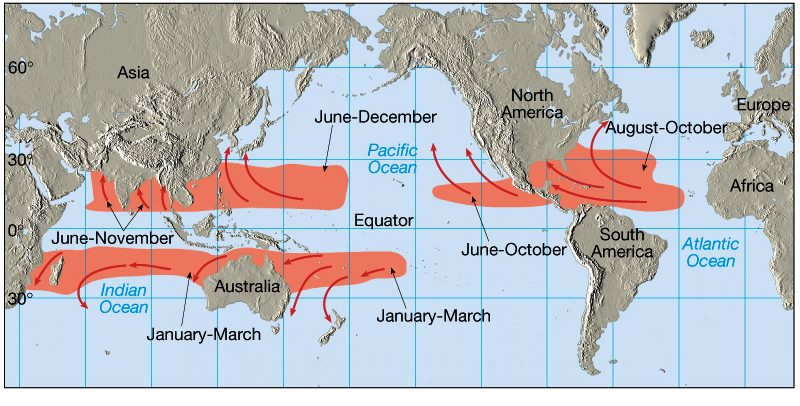 60°
Asia
North
America
Europe
June-December
August-October
Pacific
Ocean
30°
Africa
Equator
0°
June-November
June-October
South
America
Atlantic
Ocean
Australia
Indian
Ocean
30°
January-March
January-March